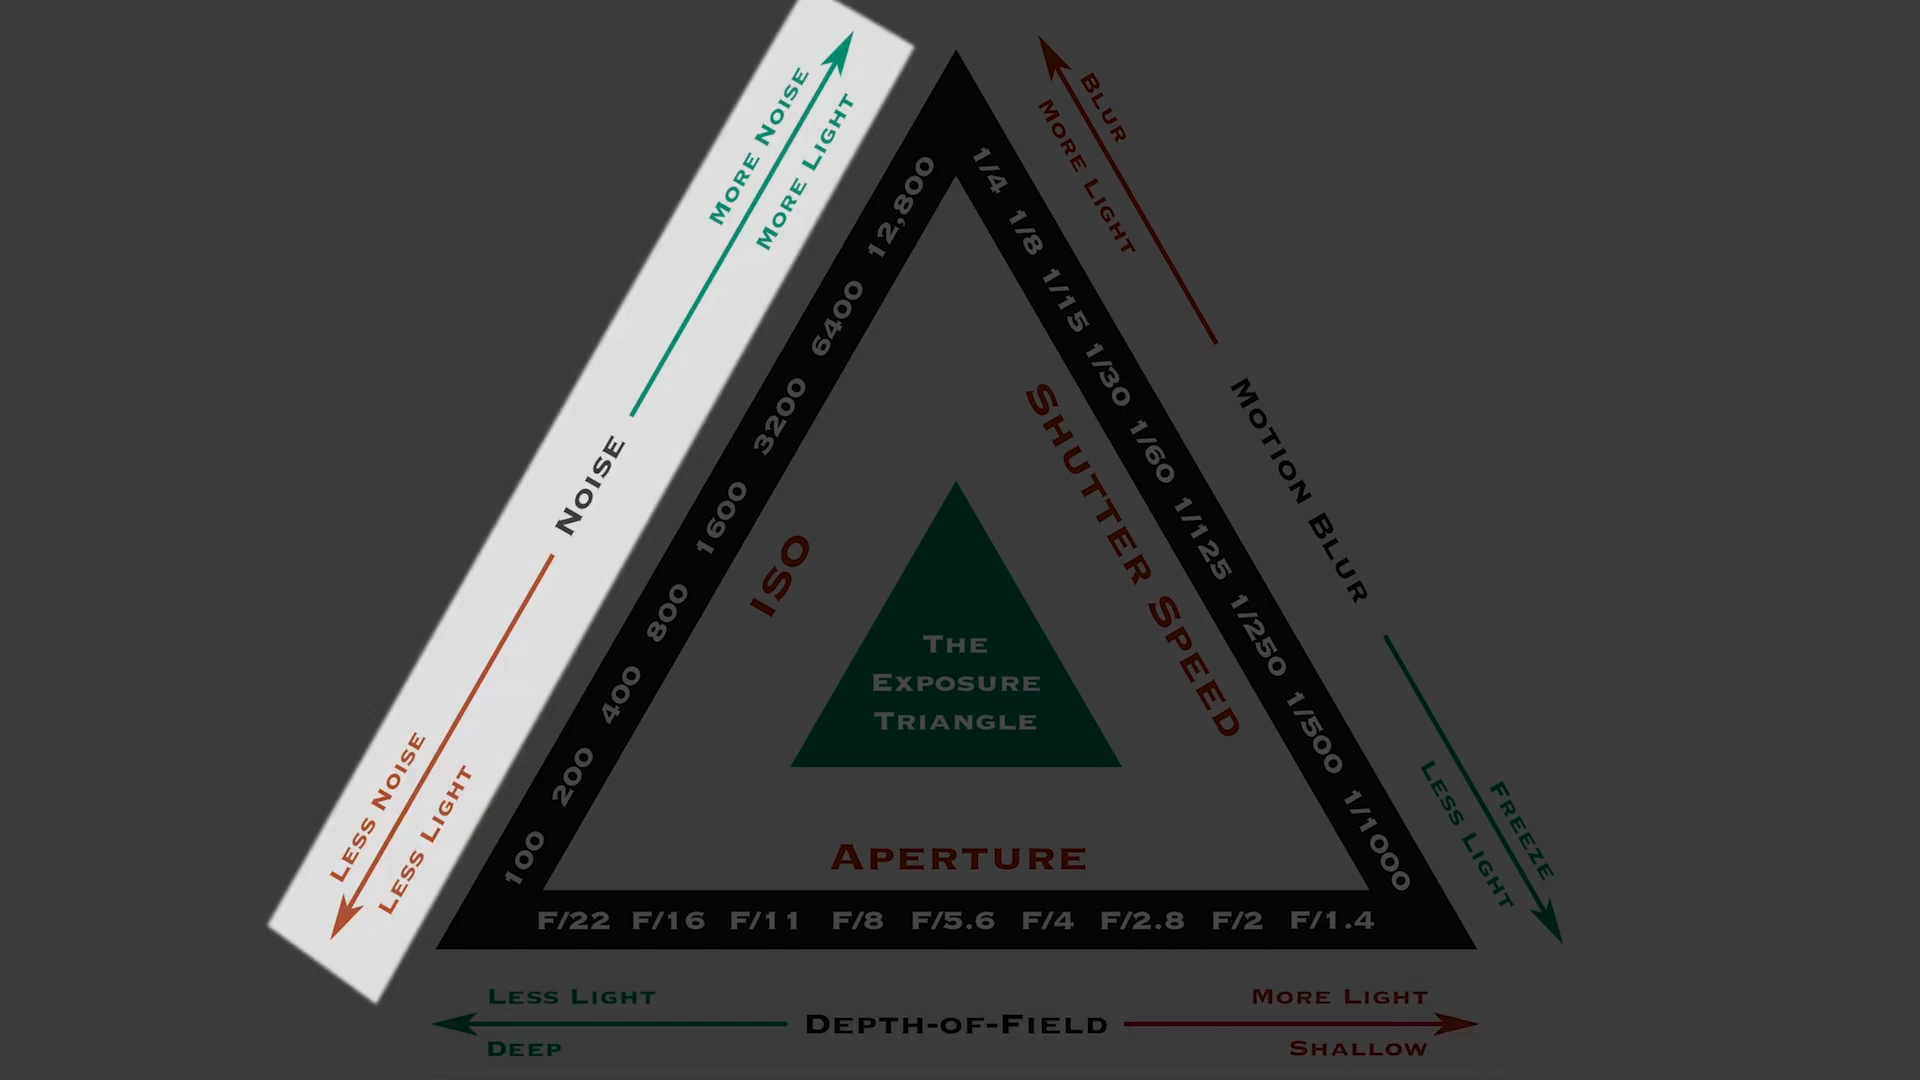 More Noise
More Light
Noise
Less Noise
Less Light
12,800
6400
3200
1600
800
400
200
100
ISO
1/4
1/8
1/15
1/30
1/60
1/125
1/250
1/500
1/1000
Shutter Speed
Blur
More Light
Motion Blur
Freeze
Less Light
The
Exposure
Triangle
Aperture
F/22 F/16 F/11 F/8 F/5.6 F/4 F/2.8 F/2 F/1.4
Less Light
Deep
Depth-of-Field
More Light
Shallow